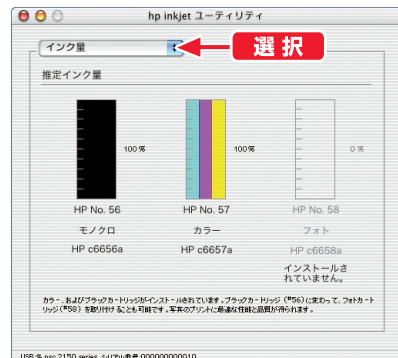 hp inkjet ユーティリティ
インク量
選択
推定インク量
100%
100%
0%
HP No. 56
HP No. 57
HP No. 58
モノクロ
カラー
フォト
HP c6656a
HP c6657a
HP c6658a
インストールさ
れていません。
カラー、およびブラックカートリッジがインストールされています。ブラックカートリッジ（#56）に変わって、フォトカート
リッジ（#58）を取り付けることも可能です。写真のプリントに最適な性能と品質が得られます。
USB 名 psc 2150 series, シリアル番号 000000000010